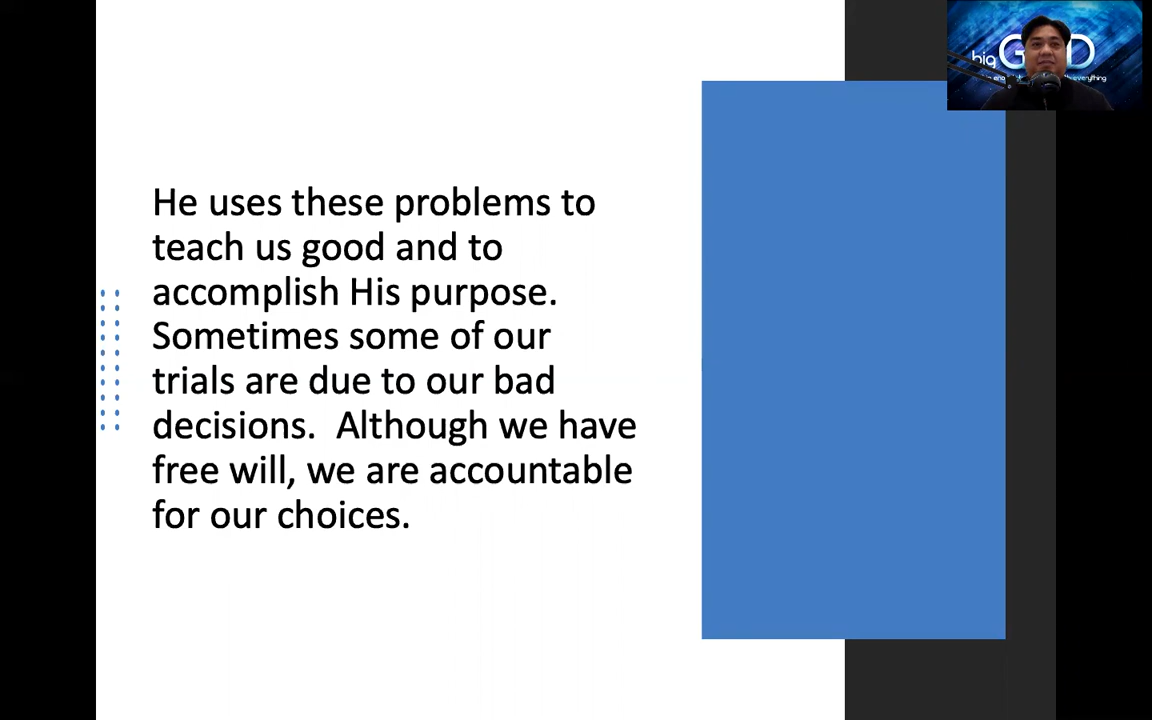 He uses these problems to
teach us good and to
accomplish His purpose.
Sometimes some of our
trials are due to our bad
decisions.  Although we have
free will, we are accountable
for our choices.
big
everything